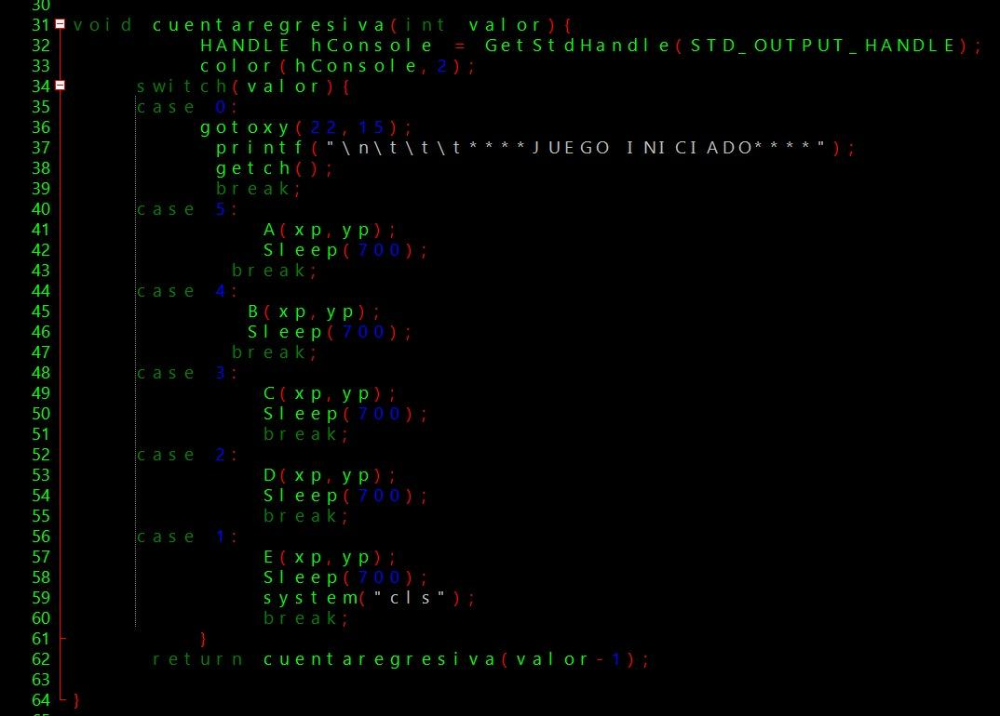 30
31 void cuentaregresiva(int valor){
32 HANDLE hConsole = GetStdHandle(STD_OUTPUT_HANDLE);
33 color(hConsole,2);
34 switch(valor){
35 case 0:
36 gotoxy(22,15);
37 printf("\n\t\t\t****JUEGO INICIADO****");
38 getch();
39 break;
40 case 5:
41 A(xp,yp);
42 Sleep(700);
43 break;
44 case 4:
45 B(xp,yp);
46 Sleep(700);
47 break;
48 case 3:
49 C(xp,yp);
50 Sleep(700);
51 break;
52 case 2:
53 D(xp,yp);
54 Sleep(700);
55 break;
56 case 1:
57 E(xp,yp);
58 Sleep(700);
59 system("cls");
60 break;
61 }
62 return cuentaregresiva(valor-1);
63
64 }